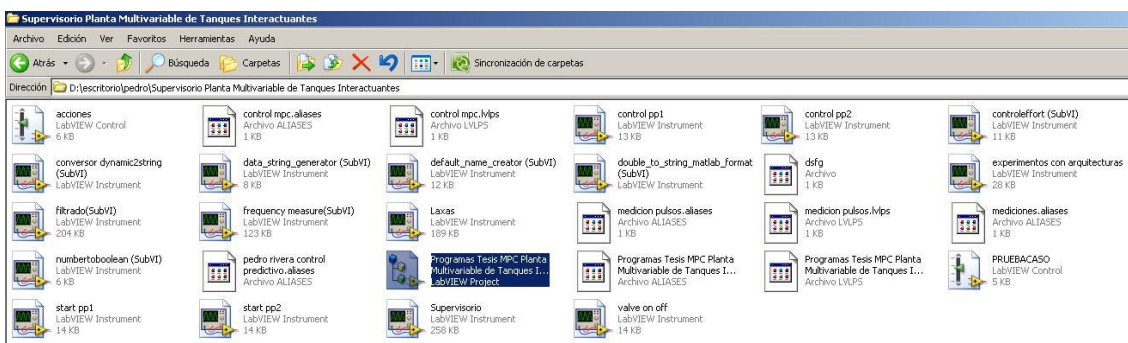 Supervisorio Planta Multivariable de Tanques Interactuantes
Archivo Edición Ver Favoritos Herramientas Ayuda
Atrás Búsqueda Carpetas Sincronización de carpetas
Dirección D:\escritorio\pedro\Supervisorio Planta Multivariable de Tanques Interactuantes
acciones
LabVIEW Control
6 KB
control mpc.aliases
Archivo ALIASES
1 KB
control mpc.lvlps
Archivo LVLPS
1 KB
control pp1
LabVIEW Instrument
13 KB
control pp2
LabVIEW Instrument
13 KB
controleffort (SubVI)
LabVIEW Instrument
11 KB
conversor dynamic2string
(SubVI)
LabVIEW Instrument
data_string_generator (SubVI)
LabVIEW Instrument
8 KB
default_name_creator (SubVI)
LabVIEW Instrument
12 KB
double_to_string_matlab_format
(SubVI)
LabVIEW Instrument
dsfg
Archivo
1 KB
experimentos con arquitecturas
LabVIEW Instrument
28 KB
filtrado(SubVI)
LabVIEW Instrument
204 KB
frequency measure(SubVI)
LabVIEW Instrument
123 KB
Laxas
LabVIEW Instrument
189 KB
medicion pulsos.aliases
Archivo ALIASES
1 KB
medicion pulsos.lvlps
Archivo LVLPS
1 KB
mediciones.aliases
Archivo ALIASES
1 KB
numbertoboolean (SubVI)
LabVIEW Instrument
6 KB
pedro rivera control
predictivo.aliases
Archivo ALIASES
Programas Tesis MPC Planta
Multivariable de Tanques I...
LabVIEW Project
Programas Tesis MPC Planta
Multivariable de Tanques I...
Archivo ALIASES
Programas Tesis MPC Planta
Multivariable de Tanques I...
Archivo LVLPS
PRUEBACASO
LabVIEW Control
5 KB
start pp1
LabVIEW Instrument
14 KB
start pp2
LabVIEW Instrument
14 KB
Supervisorio
LabVIEW Instrument
258 KB
valve on off
LabVIEW Instrument
14 KB